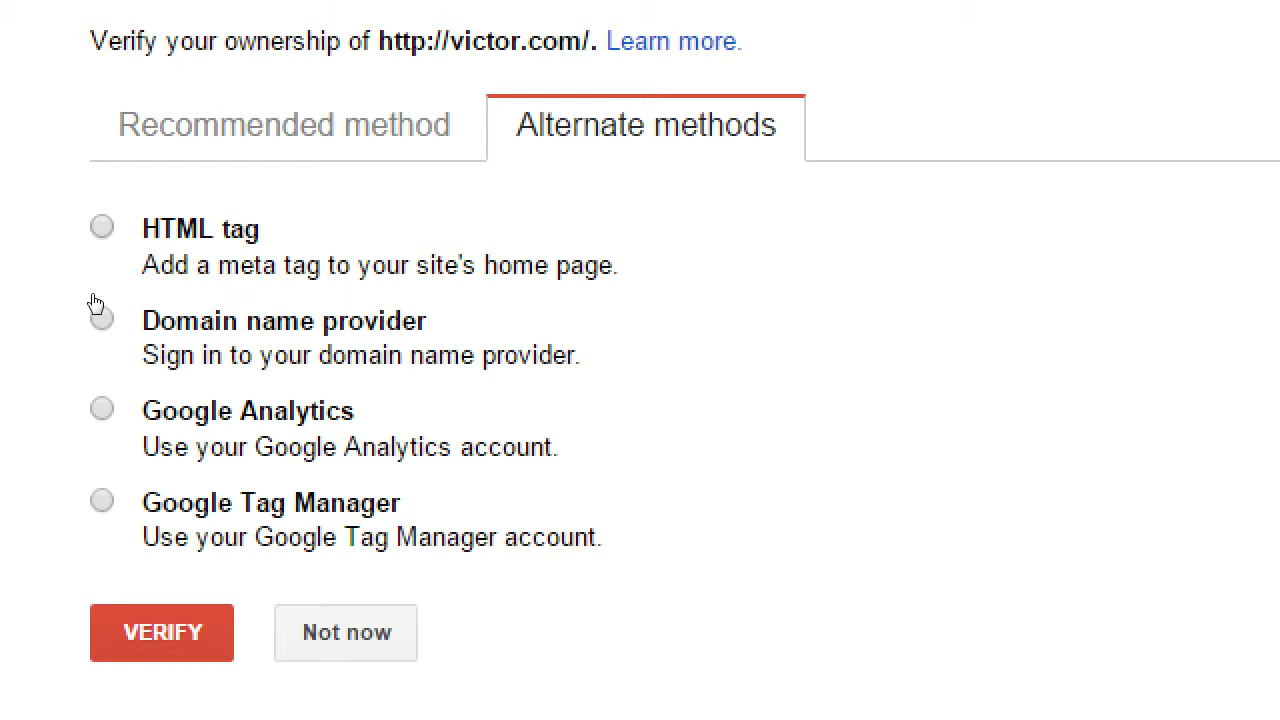 Verify your ownership of http://victor.com/. Learn more.
Recommended method
Alternate methods
HTML tag
Add a meta tag to your site's home page.
Domain name provider
Sign in to your domain name provider.
Google Analytics
Use your Google Analytics account.
Google Tag Manager
Use your Google Tag Manager account.
VERIFY
Not now